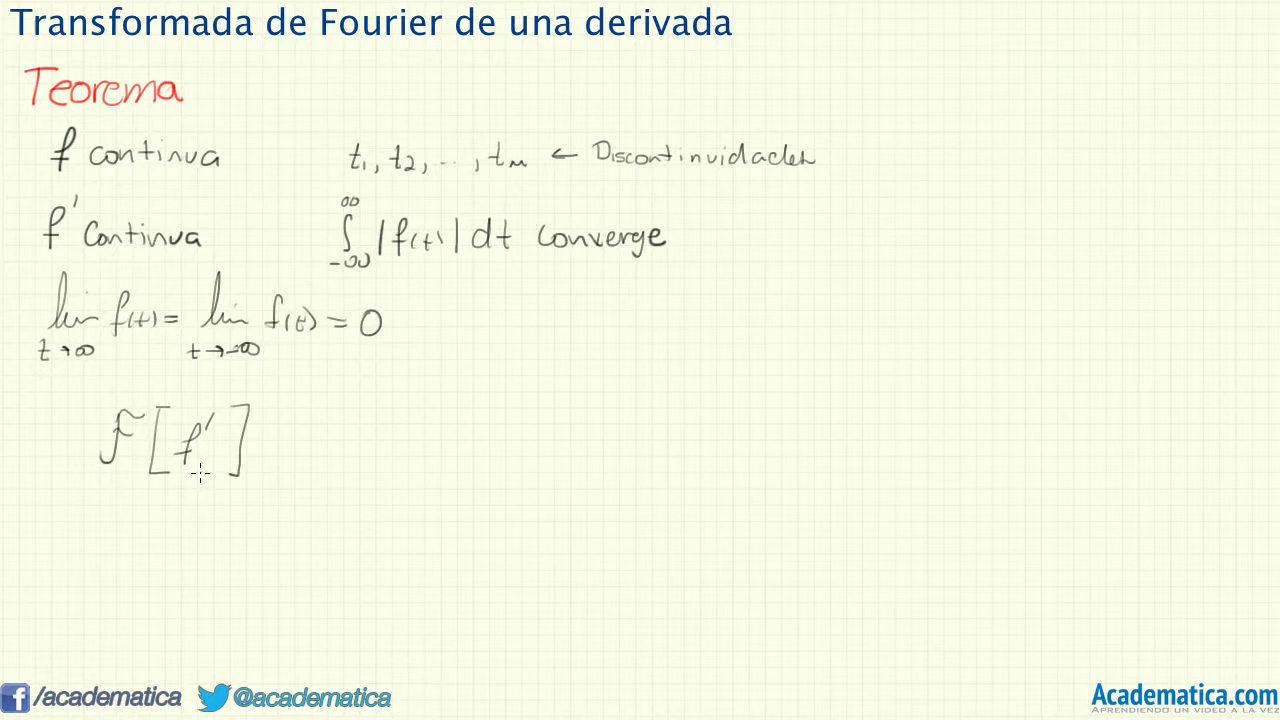 Transformada de Fourier de una derivada
Teorema
f continua t₁, t₂, ..., tₘ ← Discontinuidades
f' Continua ∫_{-∞}^{∞} |f(t)| dt converge
lim_{t→∞} f(t) = lim_{t→-∞} f(t) = 0
F[f']
/academatica @academatica
Academatica.com
APRENDIENDO UN VIDEO A LA VEZ